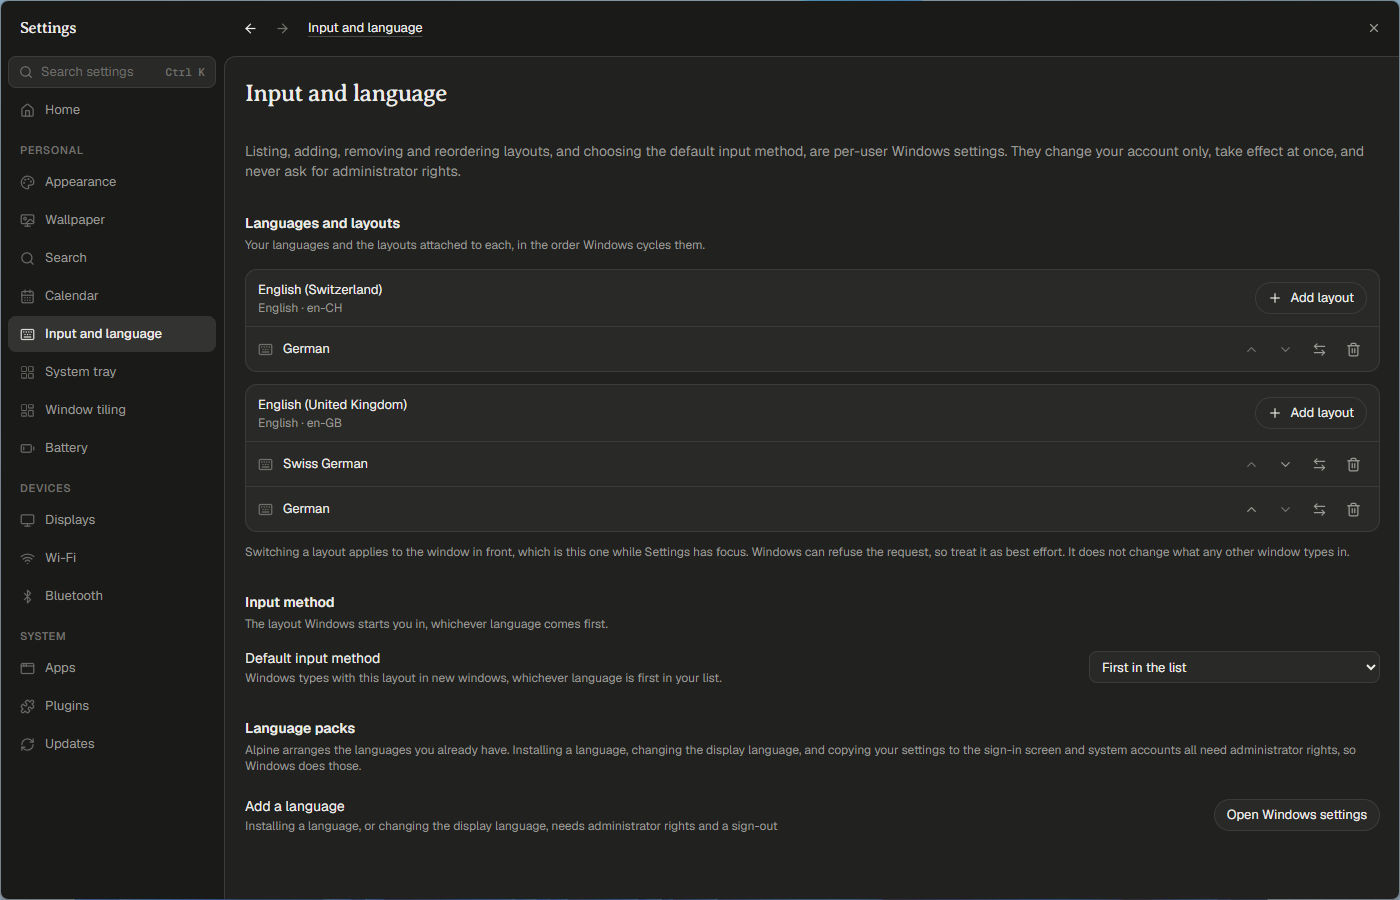 Settings
Input and language
Search settings
Ctrl K
Home
PERSONAL
Appearance
Wallpaper
Search
Calendar
Input and language
System tray
Window tiling
Battery
DEVICES
Displays
Wi-Fi
Bluetooth
SYSTEM
Apps
Plugins
Updates
Input and language
Listing, adding, removing and reordering layouts, and choosing the default input method, are per-user Windows settings. They change your account only, take effect at once, and
never ask for administrator rights.
Languages and layouts
Your languages and the layouts attached to each, in the order Windows cycles them.
English (Switzerland)
English · en-CH
Add layout
German
English (United Kingdom)
English · en-GB
Add layout
Swiss German
German
Switching a layout applies to the window in front, which is this one while Settings has focus. Windows can refuse the request, so treat it as best effort. It does not change what any other window types in.
Input method
The layout Windows starts you in, whichever language comes first.
Default input method
Windows types with this layout in new windows, whichever language is first in your list.
First in the list
Language packs
Alpine arranges the languages you already have. Installing a language, changing the display language, and copying your settings to the sign-in screen and system accounts all need administrator rights, so
Windows does those.
Add a language
Installing a language, or changing the display language, needs administrator rights and a sign-out
Open Windows settings